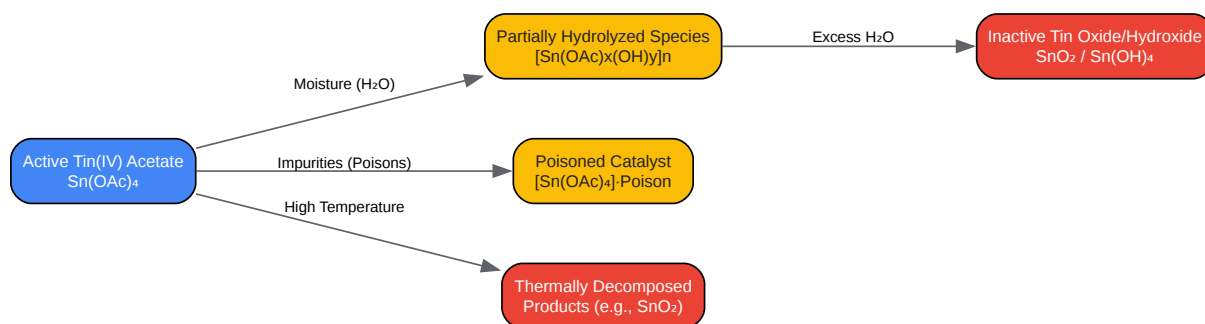 Partially Hydrolyzed Species
[Sn(OAc)x(OH)y]n
Excess H₂O
Inactive Tin Oxide/Hydroxide
SnO₂ / Sn(OH)₄
Moisture (H₂O)
Active Tin(IV) Acetate
Sn(OAc)₄
Impurities (Poisons)
Poisoned Catalyst
[Sn(OAc)₄]·Poison
High Temperature
Thermally Decomposed
Products (e.g., SnO₂)